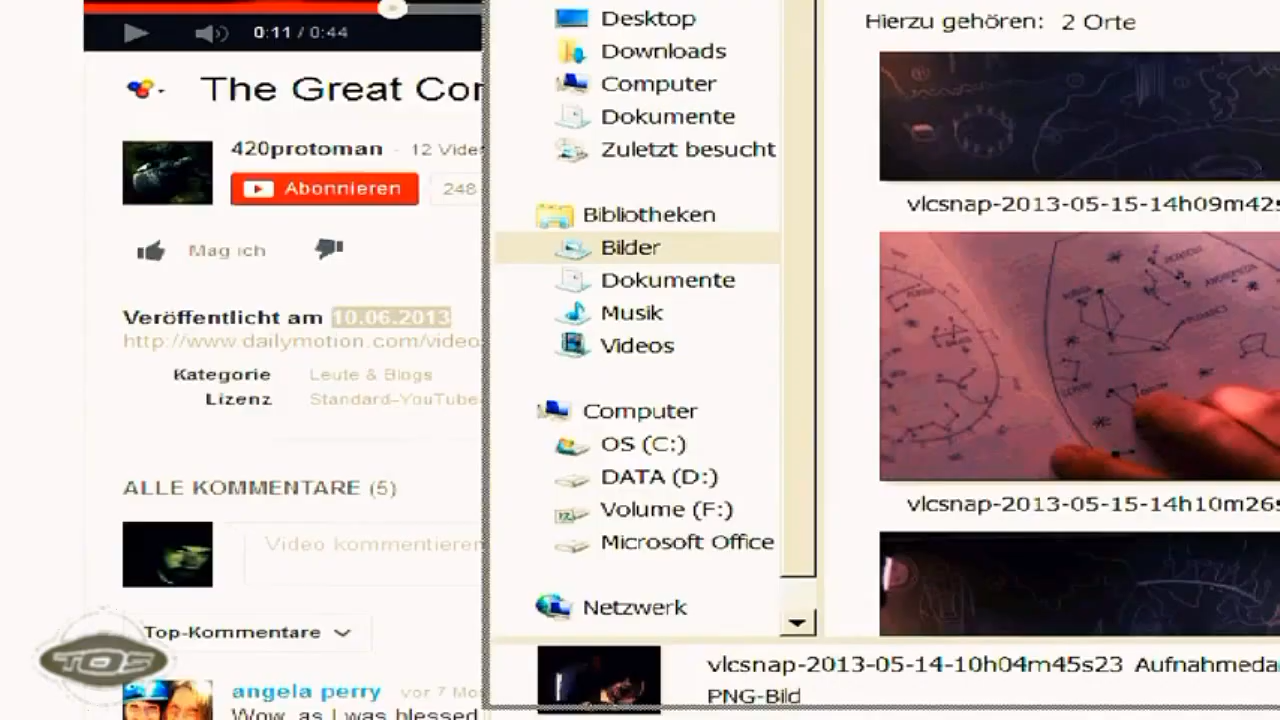 0:11 / 0:44
The Great Cor
420protoman - 12 Vide
Abonnieren 248
Mag ich
Veröffentlicht am 10.06.2013
http://www.dailymotion.com/video
Kategorie Leute & Blogs
Lizenz Standard-YouTube
ALLE KOMMENTARE (5)
Video kommentieren
Top-Kommentare
angela perry vor 7 Mo
Wow, as I was blessed
TOS
Desktop
Downloads
Computer
Dokumente
Zuletzt besucht
Bibliotheken
Bilder
Dokumente
Musik
Videos
Computer
OS (C:)
DATA (D:)
Volume (F:)
Microsoft Office
Netzwerk
Hierzu gehören: 2 Orte
vlcsnap-2013-05-15-14h09m42s
ANDROMEDA
vlcsnap-2013-05-15-14h10m26s
vlcsnap-2013-05-14-10h04m45s23 Aufnahmeda
PNG-Bild